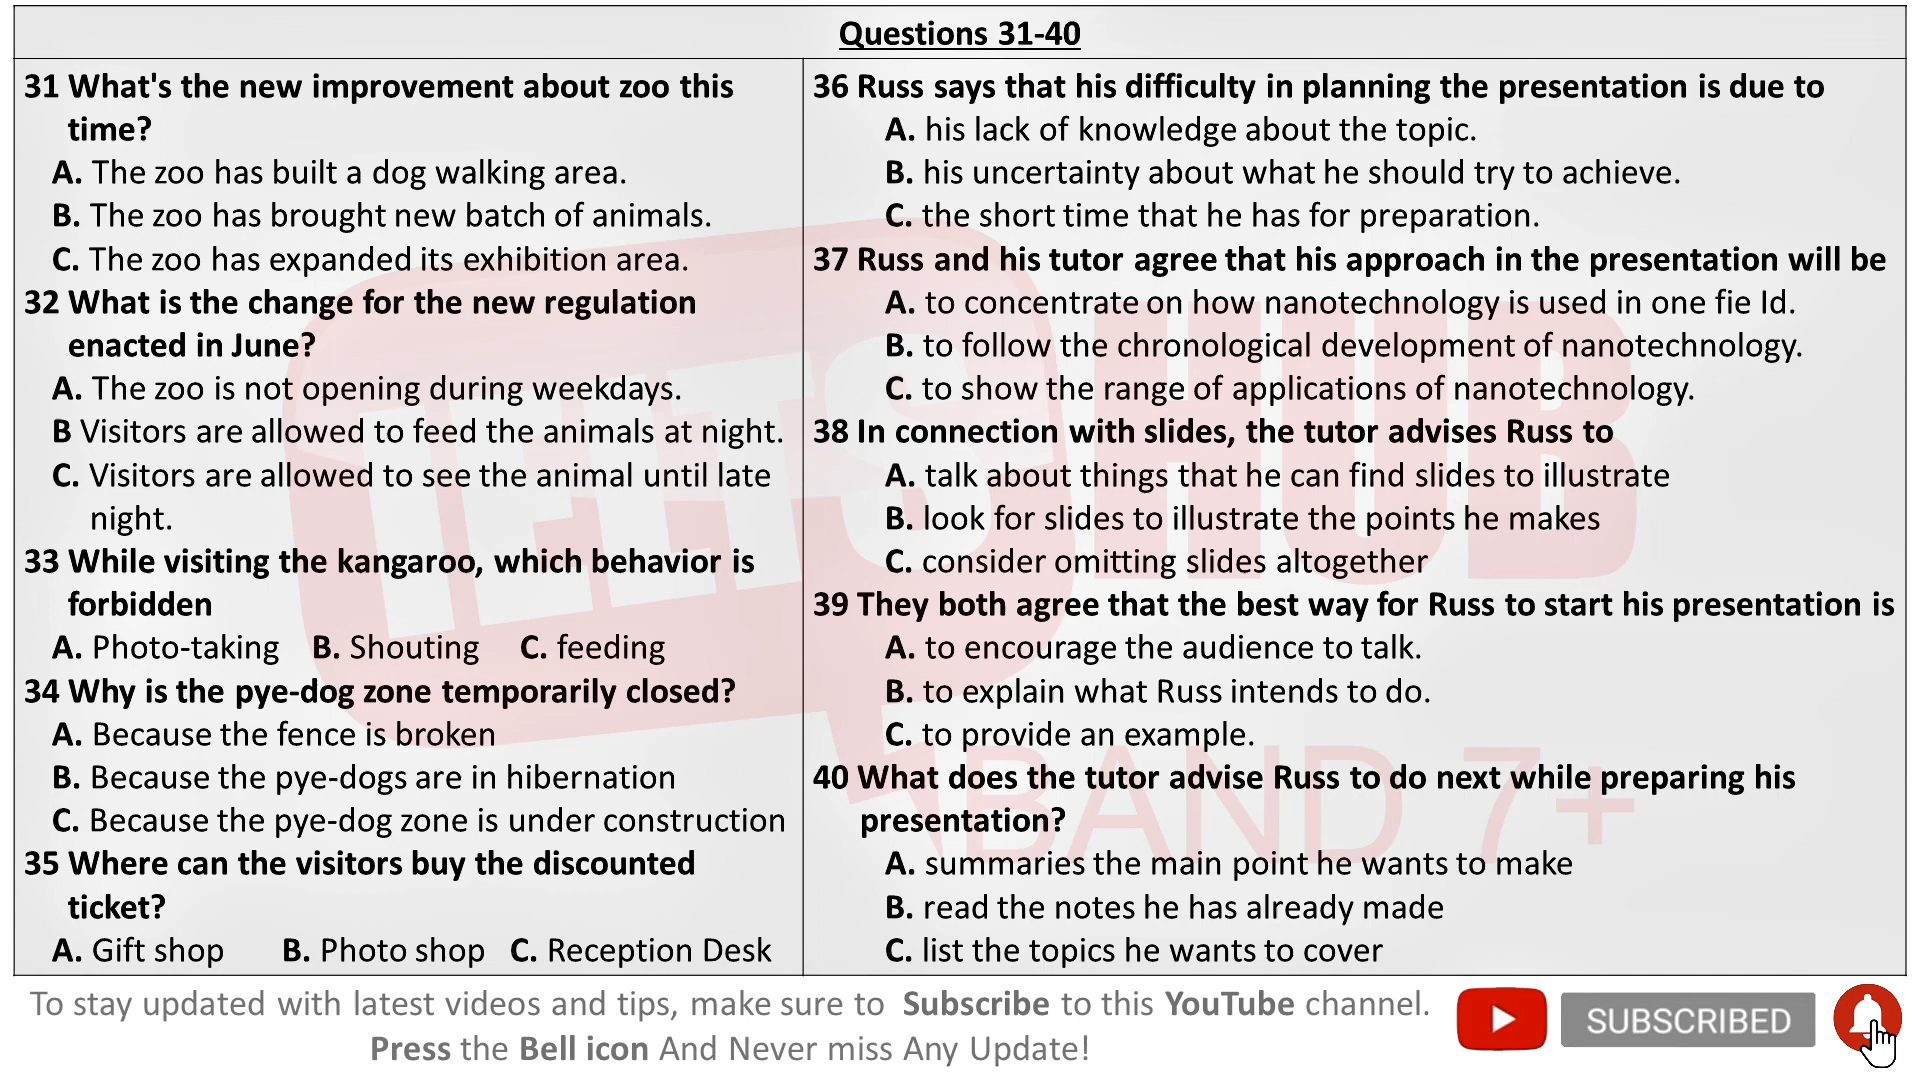 Questions 31-40
31 What's the new improvement about zoo this
time?
A. The zoo has built a dog walking area.
B. The zoo has brought new batch of animals.
C. The zoo has expanded its exhibition area.
32 What is the change for the new regulation
enacted in June?
A. The zoo is not opening during weekdays.
B Visitors are allowed to feed the animals at night.
C. Visitors are allowed to see the animal until late
night.
33 While visiting the kangaroo, which behavior is
forbidden
A. Photo-taking B. Shouting C. feeding
34 Why is the pye-dog zone temporarily closed?
A. Because the fence is broken
B. Because the pye-dogs are in hibernation
C. Because the pye-dog zone is under construction
35 Where can the visitors buy the discounted
ticket?
A. Gift shop B. Photo shop C. Reception Desk
36 Russ says that his difficulty in planning the presentation is due to
A. his lack of knowledge about the topic.
B. his uncertainty about what he should try to achieve.
C. the short time that he has for preparation.
37 Russ and his tutor agree that his approach in the presentation will be
A. to concentrate on how nanotechnology is used in one fie Id.
B. to follow the chronological development of nanotechnology.
C. to show the range of applications of nanotechnology.
38 In connection with slides, the tutor advises Russ to
A. talk about things that he can find slides to illustrate
B. look for slides to illustrate the points he makes
C. consider omitting slides altogether
39 They both agree that the best way for Russ to start his presentation is
A. to encourage the audience to talk.
B. to explain what Russ intends to do.
C. to provide an example.
40 What does the tutor advise Russ to do next while preparing his
presentation?
A. summaries the main point he wants to make
B. read the notes he has already made
C. list the topics he wants to cover
IELTS HUB
BAND 7+
To stay updated with latest videos and tips, make sure to Subscribe to this YouTube channel.
Press the Bell icon And Never miss Any Update!
SUBSCRIBED